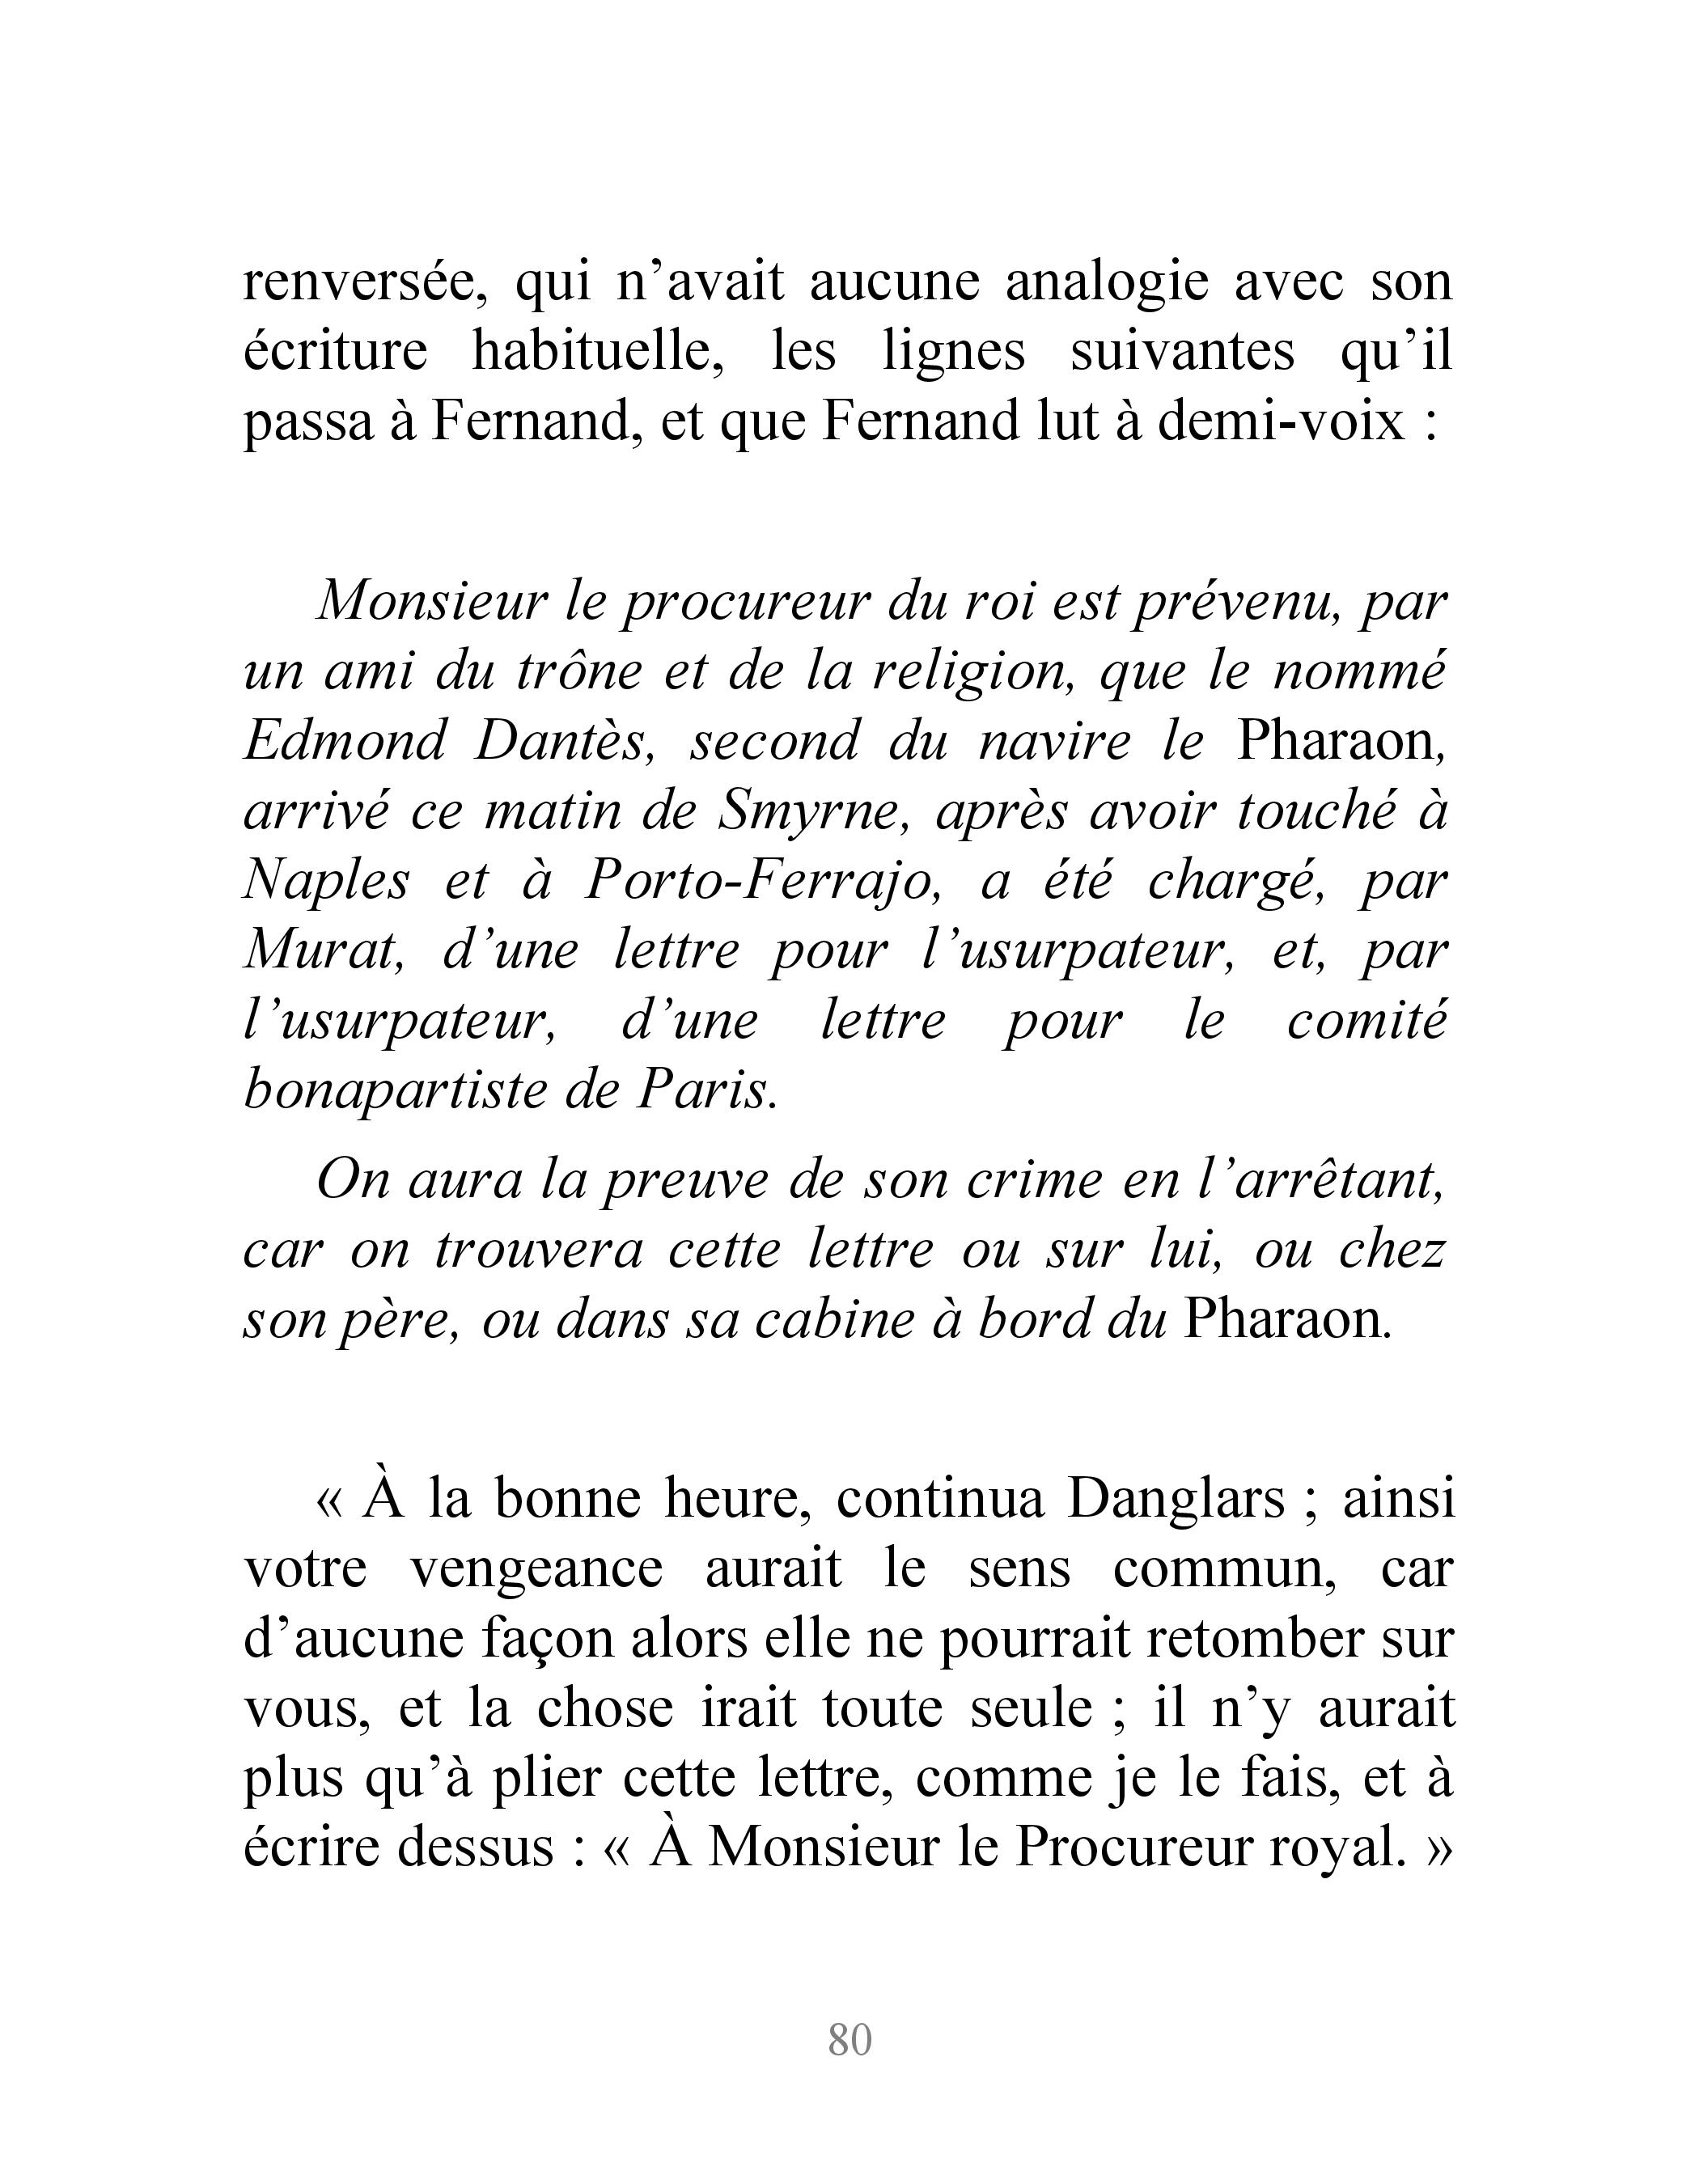 renversée, qui n’avait aucune analogie avec son
écriture habituelle, les lignes suivantes qu’il
passa à Fernand, et que Fernand lut à demi-voix :
Monsieur le procureur du roi est prévenu, par
un ami du trône et de la religion, que le nommé
Edmond Dantès, second du navire le Pharaon,
arrivé ce matin de Smyrne, après avoir touché à
Naples et à Porto-Ferrajo, a été chargé, par
Murat, d’une lettre pour l’usurpateur, et, par
l’usurpateur, d’une lettre pour le comité
bonapartiste de Paris.
On aura la preuve de son crime en l’arrêtant,
car on trouvera cette lettre ou sur lui, ou chez
son père, ou dans sa cabine à bord du Pharaon.
« À la bonne heure, continua Danglars ; ainsi
votre vengeance aurait le sens commun, car
d’aucune façon alors elle ne pourrait retomber sur
vous, et la chose irait toute seule ; il n’y aurait
plus qu’à plier cette lettre, comme je le fais, et à
écrire dessus : « À Monsieur le Procureur royal. »
80